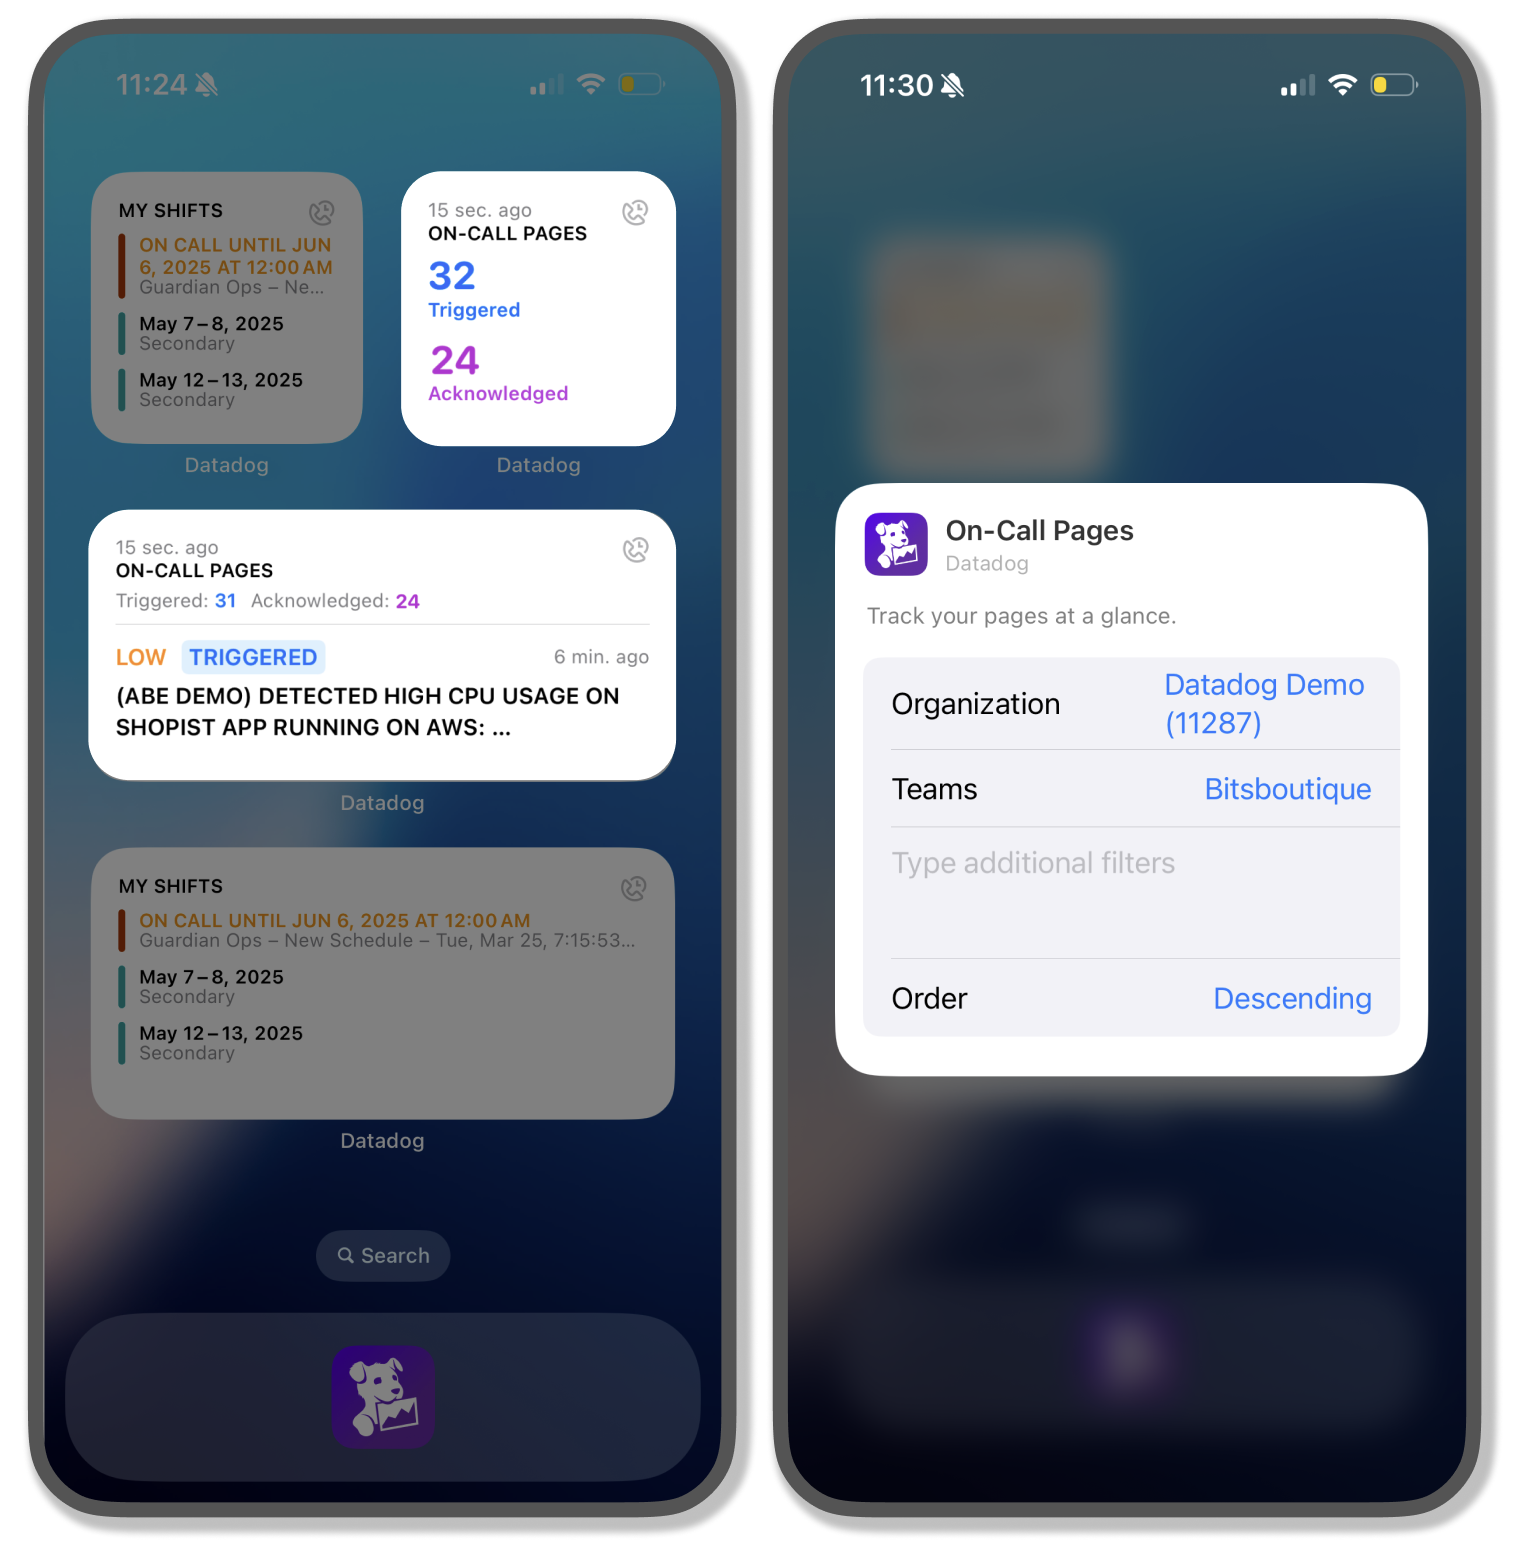 11:24
MY SHIFTS
ON CALL UNTIL JUN
6, 2025 AT 12:00 AM
Guardian Ops – Ne...
May 7 – 8, 2025
Secondary
May 12 – 13, 2025
Secondary
Datadog
15 sec. ago
ON-CALL PAGES
32
Triggered
24
Acknowledged
Datadog
15 sec. ago
ON-CALL PAGES
Triggered: 31 Acknowledged: 24
LOW TRIGGERED 6 min. ago
(ABE DEMO) DETECTED HIGH CPU USAGE ON
SHOPIST APP RUNNING ON AWS: ...
Datadog
MY SHIFTS
ON CALL UNTIL JUN 6, 2025 AT 12:00 AM
Guardian Ops – New Schedule – Tue, Mar 25, 7:15:53...
May 7 – 8, 2025
Secondary
May 12 – 13, 2025
Secondary
Datadog
Search
11:30
On-Call Pages
Datadog
Track your pages at a glance.
Organization
Datadog Demo
(11287)
Teams Bitsboutique
Type additional filters
Order Descending